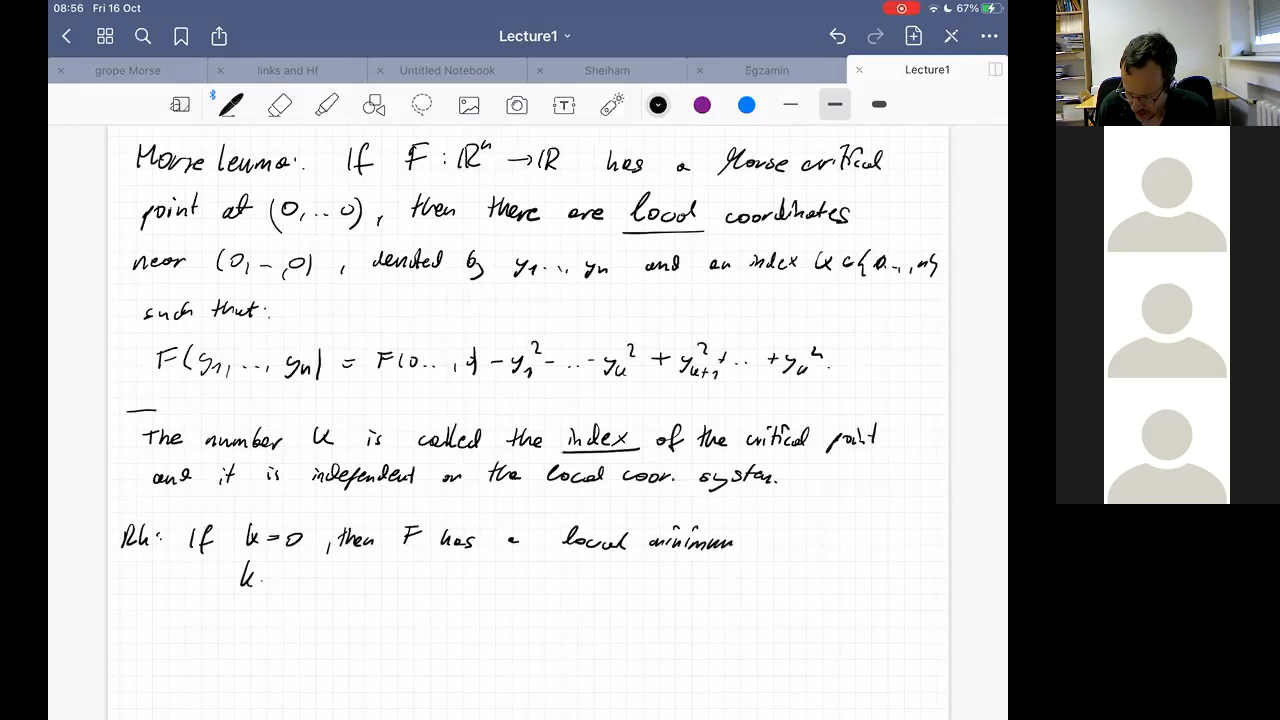 08:56 Fri 16 Oct 67%
Lecture1
grope Morse links and Hf Untitled Notebook Sheiham Egzamin Lecture1
Morse lemma: If F : ℝⁿ → ℝ has a Morse critical
point at (0,..0), then there are local coordinates
near (0,-,0), denoted by y₁..., yₙ and an index k ∈ {0..,n}
such that:
F(y₁, ..., yₙ) = F(0..., 0) - y₁² - ... - yₖ² + yₖ₊₁² + .. + yₙ².
The number k is called the index of the critical point
and it is independent on the local coor. system.
Rk: If k=0, then F has a local minimum
k